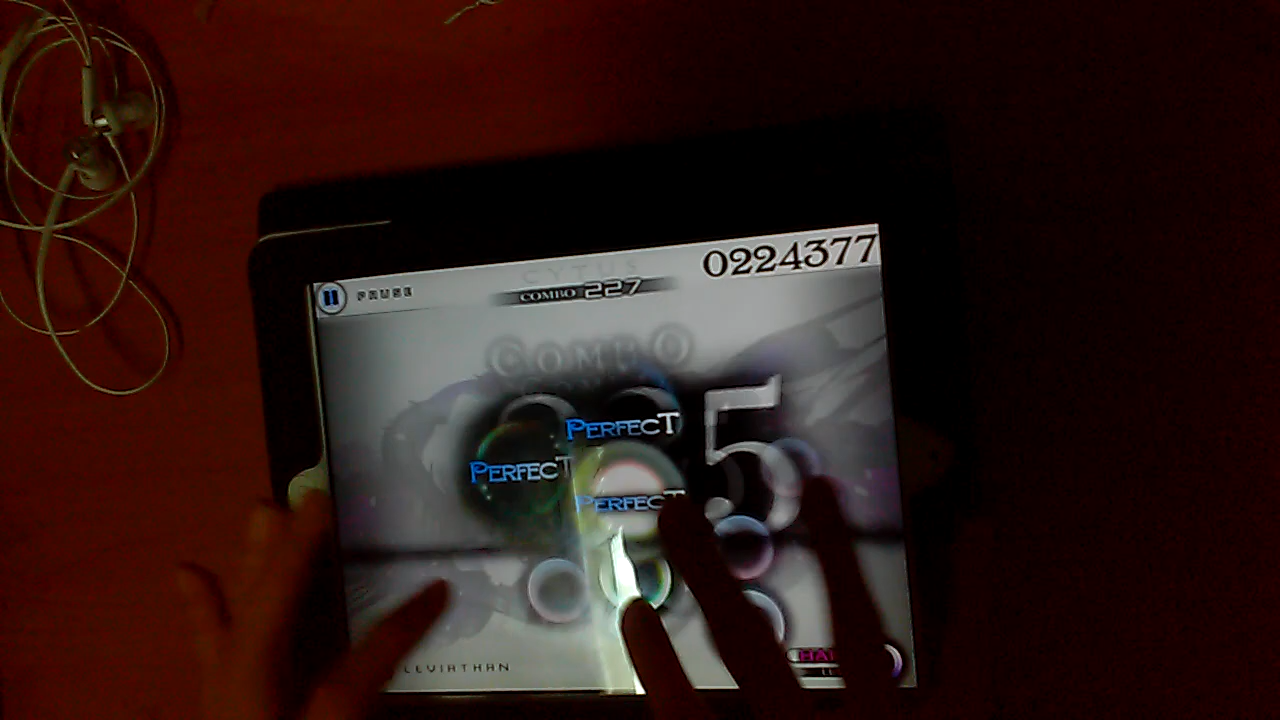 CYTUS
0224377
PAUSE
COMBO 227
COMBO
5
PERFECT
PERFECT
PERFECT
LEVIATHAN